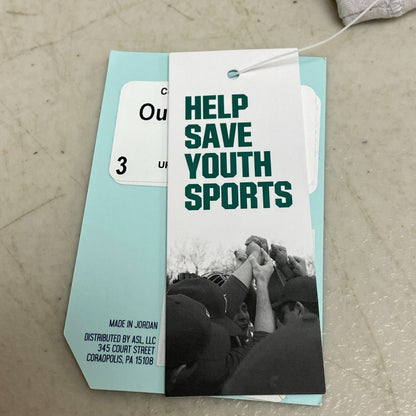 HELP
SAVE
YOUTH
SPORTS
3
MADE IN JORDAN
DISTRIBUTED BY ASL, LLC
345 COURT STREET
CORAOPOLIS, PA 15108